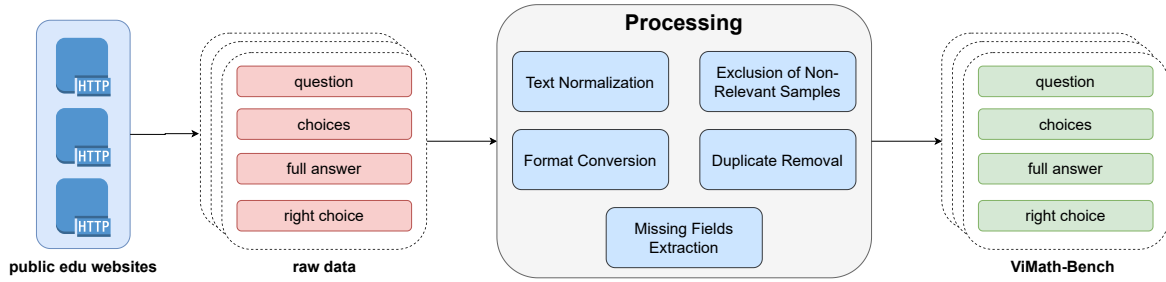 HTTP
HTTP
HTTP
public edu websites
question
choices
full answer
right choice
raw data
Processing
Text Normalization
Exclusion of Non-
Relevant Samples
Format Conversion
Duplicate Removal
Missing Fields
Extraction
question
choices
full answer
right choice
ViMath-Bench